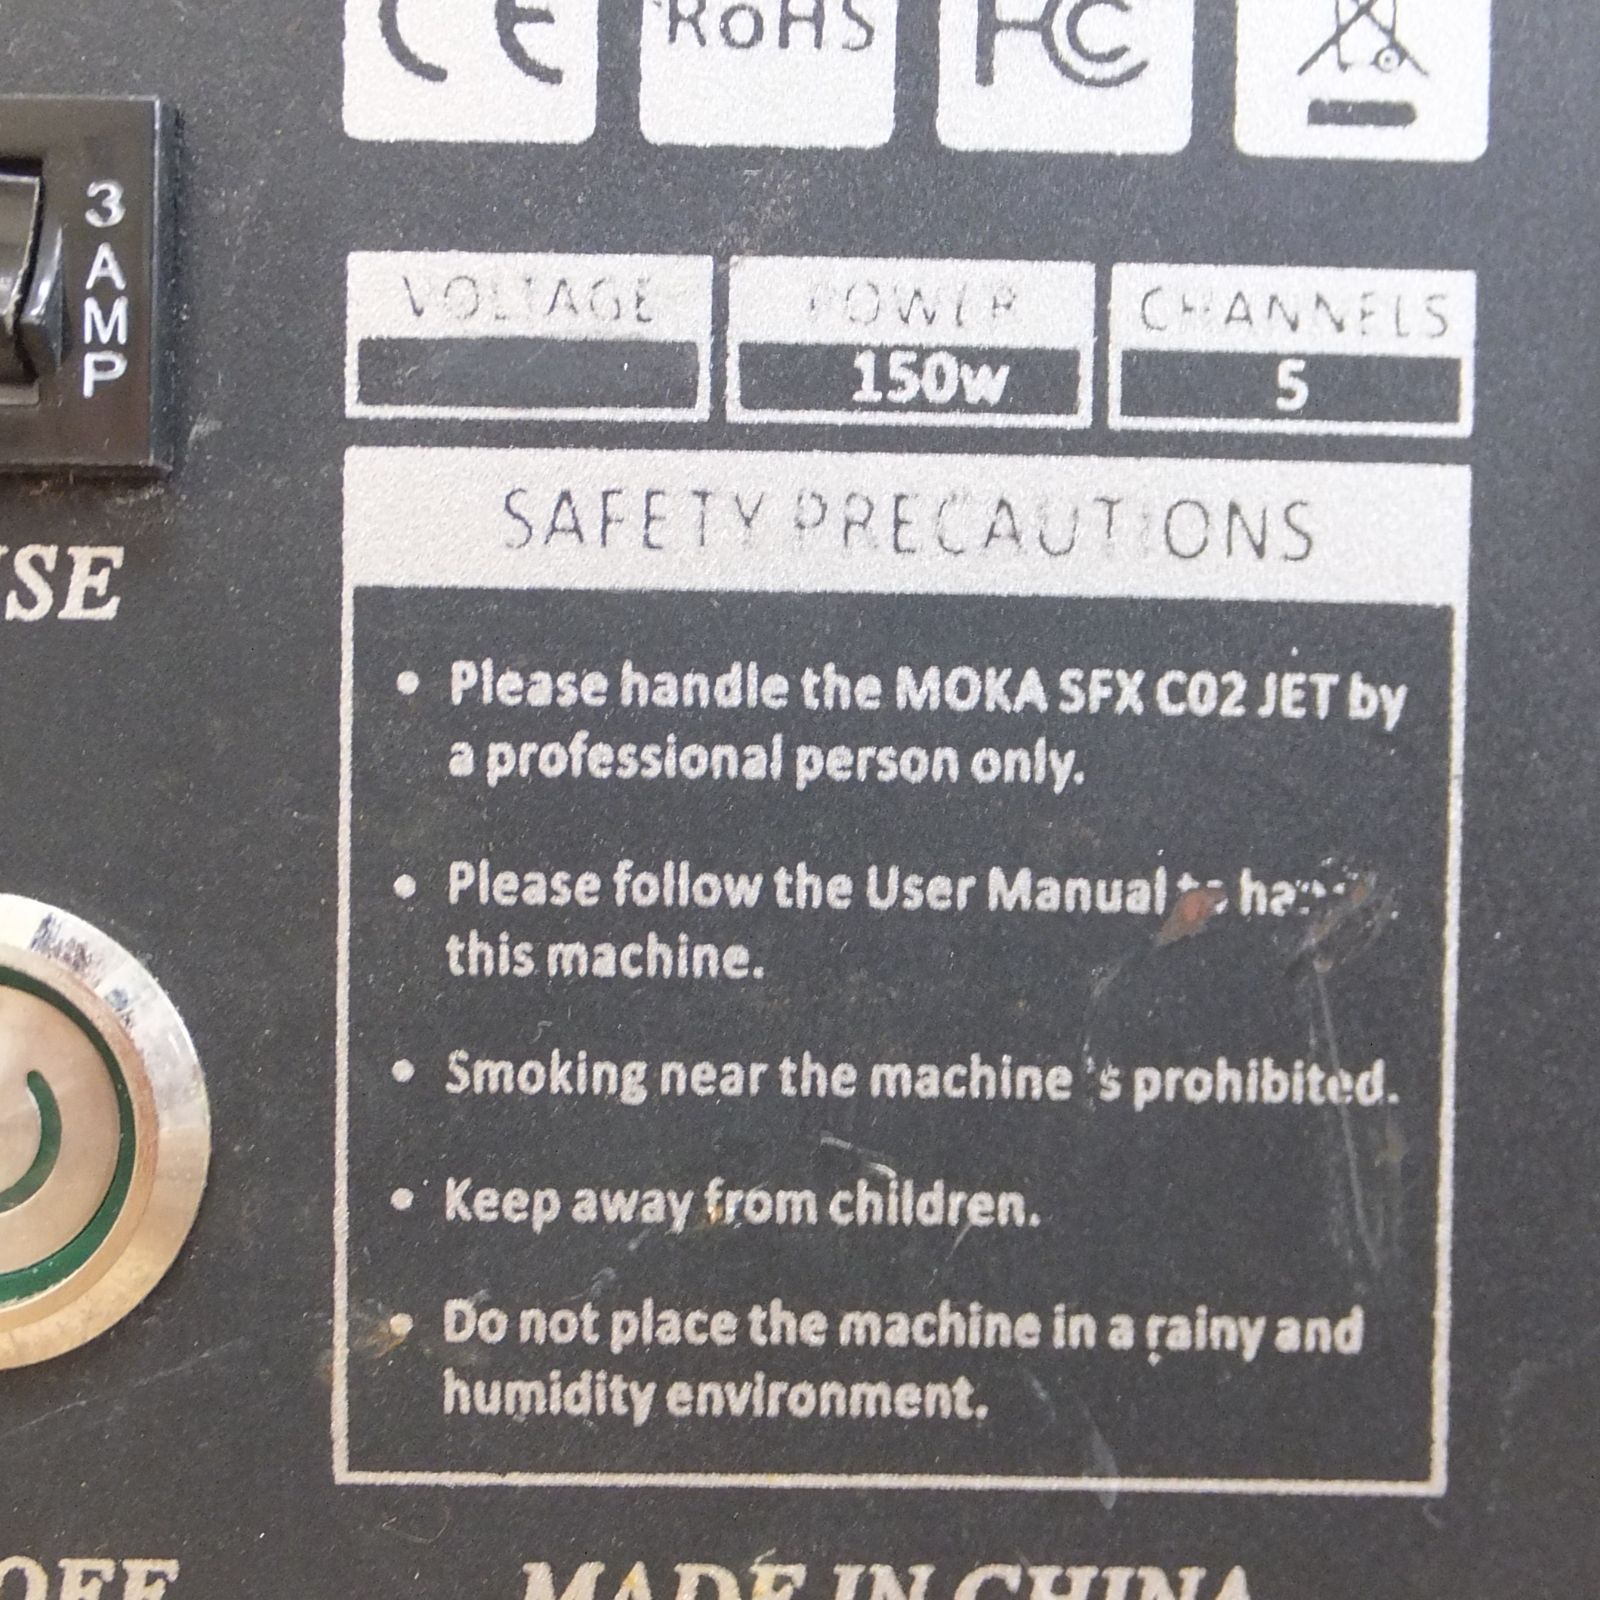 CE RoHS FC
3
AMP
VOLTAGE POWER CHANNELS
150w 5
SAFETY PRECAUTIONS
• Please handle the MOKA SFX C02 JET by
a professional person only.
• Please follow the User Manual to
this machine.
• Smoking near the machine 's prohibited.
• Keep away from children.
• Do not place the machine in a rainy and
humidity environment.
OFF MADE IN CHINA